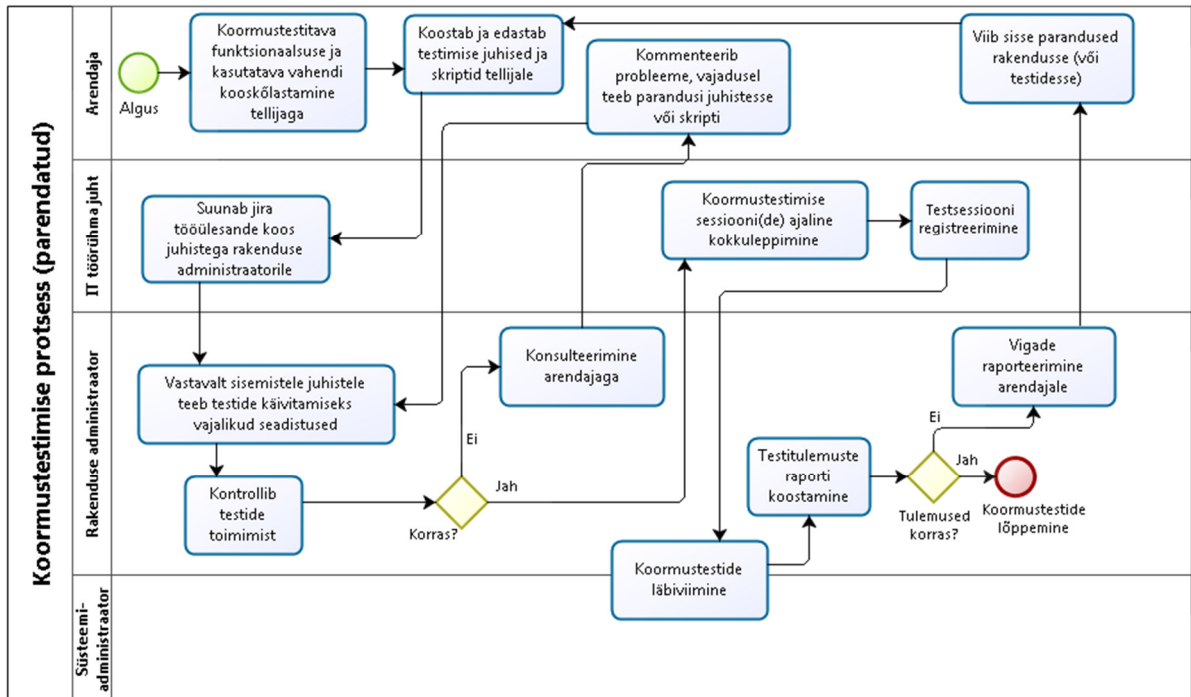 Koormustestimise protsess (parendatud)
Arendaja
Algus
Koormustestitava
funktsionaalsuse ja
kasutatava vahendi
kooskõlastamine
tellijaga
Koostab ja edastab
testimise juhised ja
skriptid tellijale
Kommenteerib
probleeme, vajadusel
teeb parandusi juhistesse
või skripti
Viib sisse parandused
rakendusse (või
testidesse)
IT töörühma juht
Suunab jira
tööülesande koos
juhistega rakenduse
administraatorile
Koormustestimise
sessiooni(de) ajaline
kokkuleppimine
Testsessiooni
registreerimine
Rakenduse administraator
Vastavalt sisemistele juhistele
teeb testide käivitamiseks
vajalikud seadistused
Kontrollib
testide
toimimist
Korras?
Ei
Jah
Konsulteerimine
arendajaga
Koormustestide
läbiviimine
Testitulemuste
raporti
koostamine
Tulemused
korras?
Ei
Jah
Vigade
raporteerimine
arendajale
Koormustestide
lõppemine
Süsteemi-
administraator